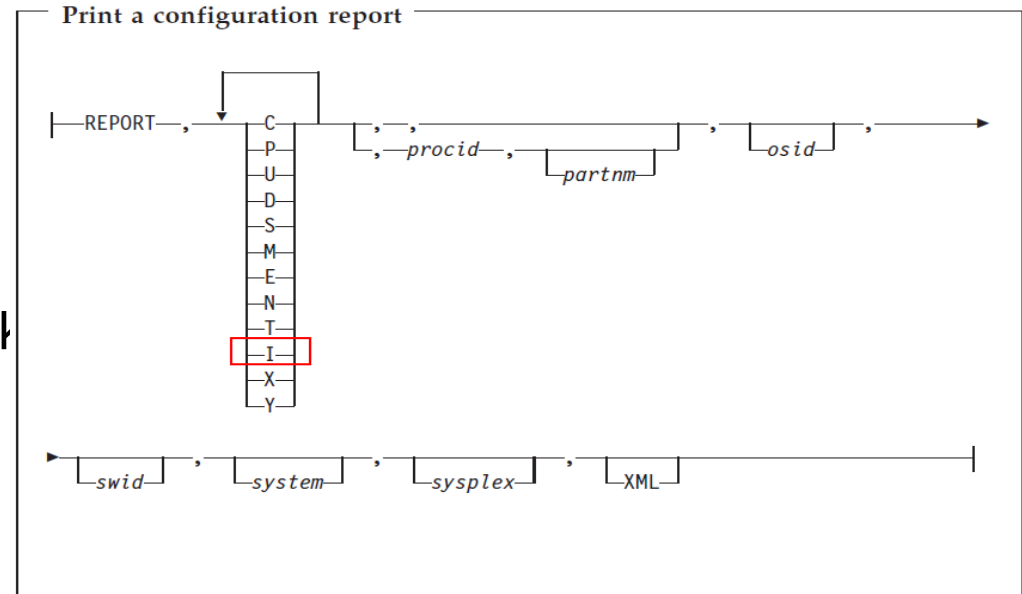 Print a configuration report
REPORT , C , , , osid ,
P , procid , partnm
U
D
S
M
E
N
T
I
X
Y
swid , system , sysplex , XML